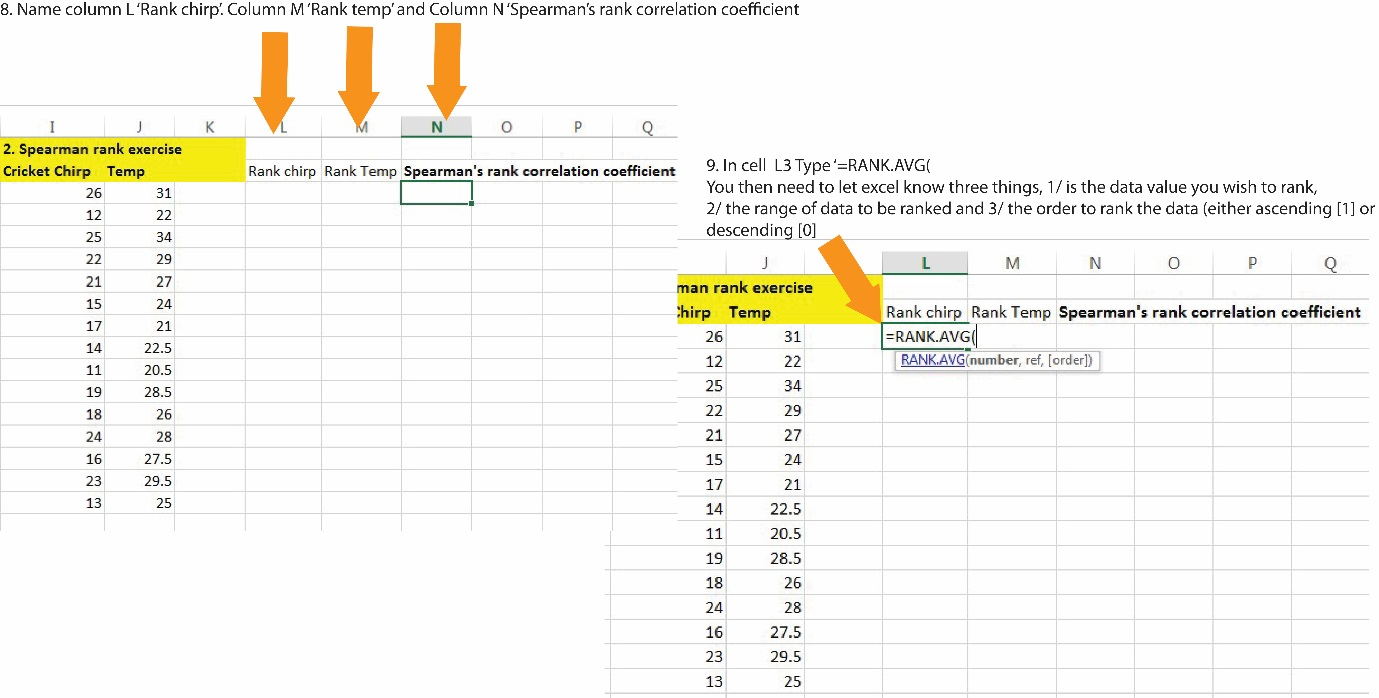 8. Name column L ‘Rank chirp’. Column M ‘Rank temp’ and Column N ‘Spearman’s rank correlation coefficient
I J K L M N O P Q
2. Spearman rank exercise
Cricket Chirp Temp Rank chirp Rank Temp Spearman's rank correlation coefficient
26 31
12 22
25 34
22 29
21 27
15 24
17 21
14 22.5
11 20.5
19 28.5
18 26
24 28
16 27.5
23 29.5
13 25
9. In cell L3 Type ‘=RANK.AVG(
You then need to let excel know three things, 1/ is the data value you wish to rank,
2/ the range of data to be ranked and 3/ the order to rank the data (either ascending [1] or
descending [0]
J L M N O P Q
man rank exercise
Chirp Temp Rank chirp Rank Temp Spearman's rank correlation coefficient
26 31 =RANK.AVG(
RANK.AVG(number, ref, [order])
12 22
25 34
22 29
21 27
15 24
17 21
14 22.5
11 20.5
19 28.5
18 26
24 28
16 27.5
23 29.5
13 25